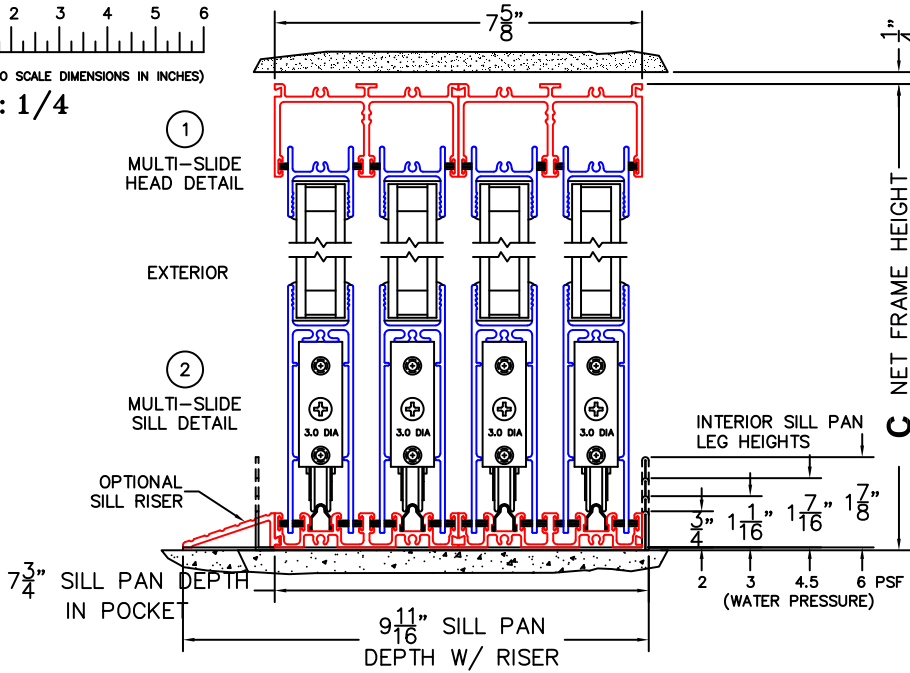 2 3 4 5 6
O SCALE DIMENSIONS IN INCHES)
: 1/4
7 5/8"
1
MULTI-SLIDE
HEAD DETAIL
EXTERIOR
2
MULTI-SLIDE
SILL DETAIL
3.0 DIA 3.0 DIA 3.0 DIA 3.0 DIA
OPTIONAL
SILL RISER
C NET FRAME HEIGHT
INTERIOR SILL PAN
LEG HEIGHTS
3/4" 1 1/16" 1 7/16" 1 7/8"
2 3 4.5 6 PSF
(WATER PRESSURE)
7 3/4" SILL PAN DEPTH
IN POCKET
9 11/16" SILL PAN
DEPTH W/ RISER